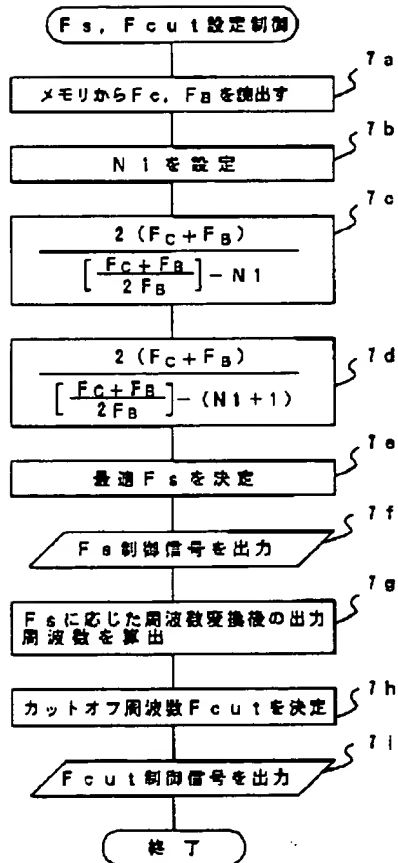 Fs, Fcut設定制御
7a
メモリからFc, FBを読出す
7b
N1を設定
7c
2 (FC+FB)
[FC+FB
2FB] - N1
7d
2 (FC+FB)
[FC+FB
2FB] - (N1+1)
7e
最適Fsを決定
7f
Fs制御信号を出力
7g
Fsに応じた周波数変換後の出力
周波数を算出
7h
カットオフ周波数Fcutを決定
7i
Fcut制御信号を出力
終了